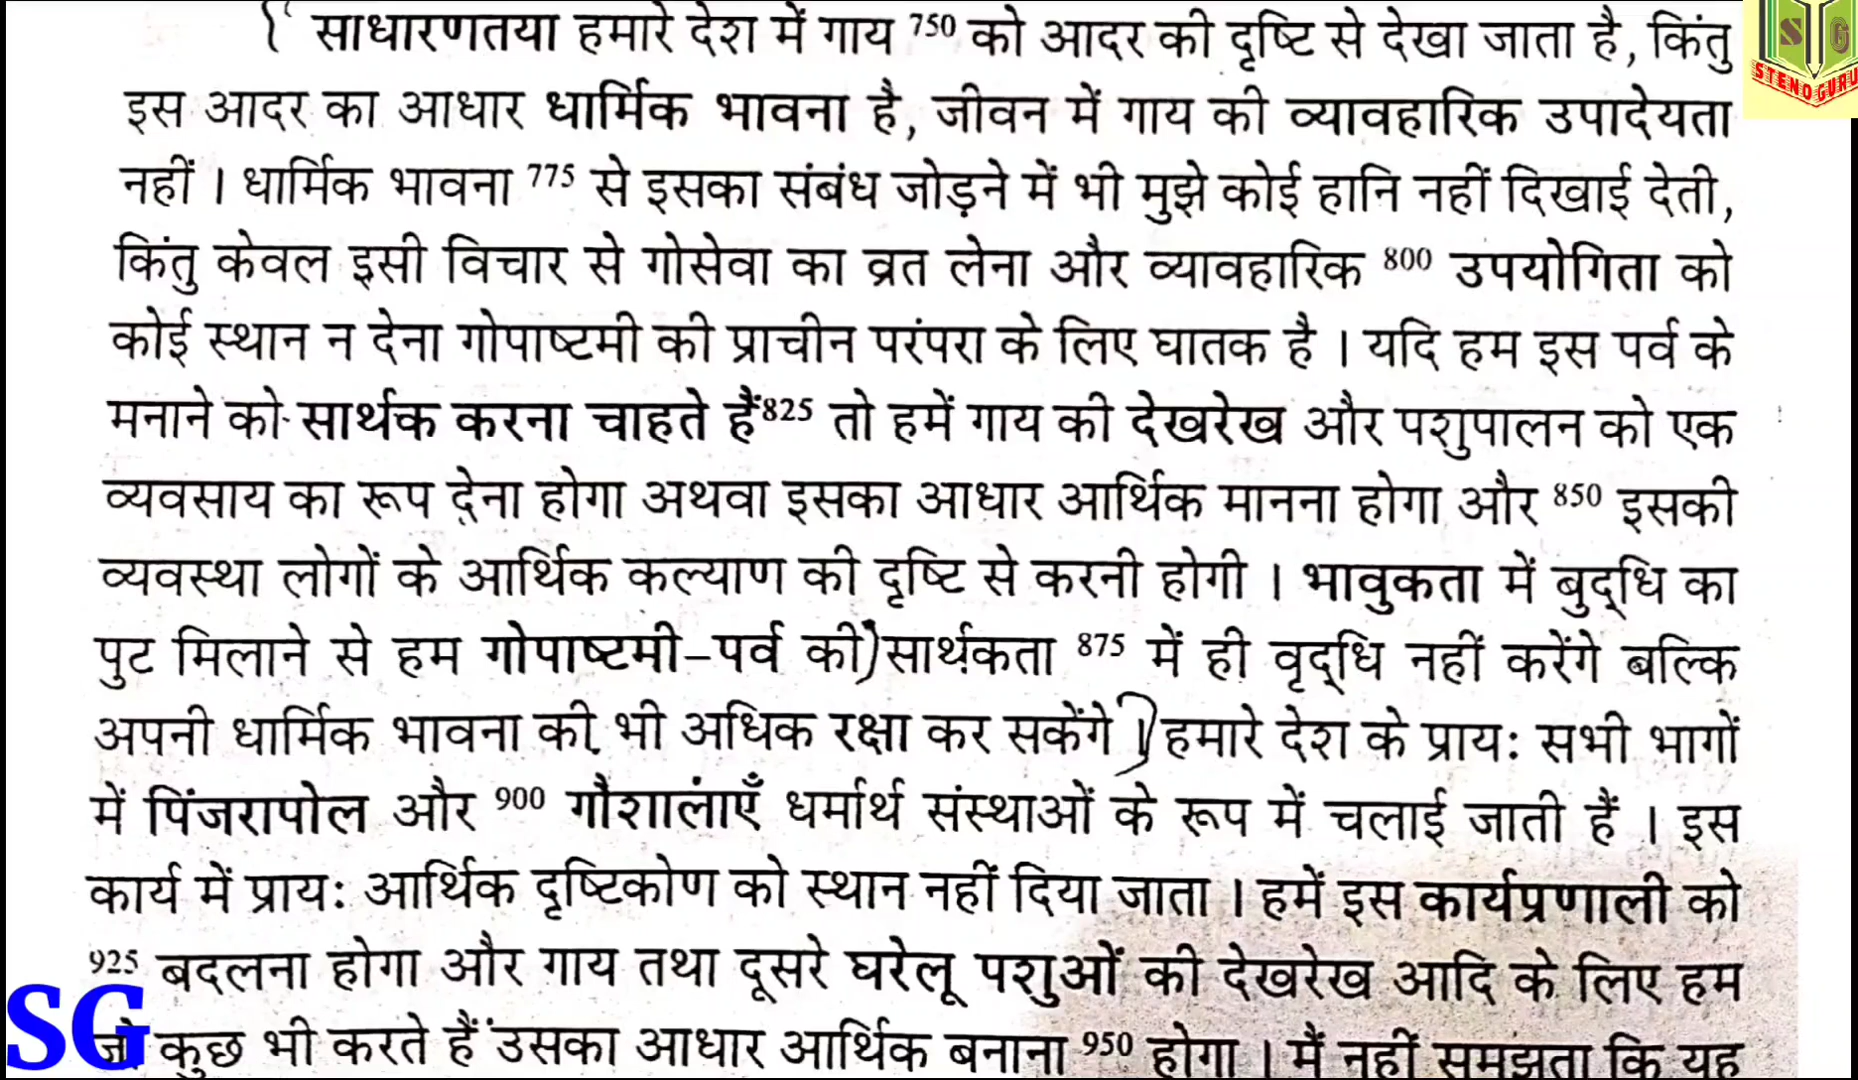 साधारणतया हमारे देश में गाय 750 को आदर की दृष्टि से देखा जाता है, किंतु
इस आदर का आधार धार्मिक भावना है, जीवन में गाय की व्यावहारिक उपादेयता
नहीं । धार्मिक भावना 775 से इसका संबंध जोड़ने में भी मुझे कोई हानि नहीं दिखाई देती,
किंतु केवल इसी विचार से गोसेवा का व्रत लेना और व्यावहारिक 800 उपयोगिता को
कोई स्थान न देना गोपाष्टमी की प्राचीन परंपरा के लिए घातक है । यदि हम इस पर्व के
मनाने को सार्थक करना चाहते हैं825 तो हमें गाय की देखरेख और पशुपालन को एक
व्यवसाय का रूप देना होगा अथवा इसका आधार आर्थिक मानना होगा और 850 इसकी
व्यवस्था लोगों के आर्थिक कल्याण की दृष्टि से करनी होगी । भावुकता में बुद्धि का
पुट मिलाने से हम गोपाष्टमी–पर्व की) सार्थकता 875 में ही वृद्धि नहीं करेंगे बल्कि
अपनी धार्मिक भावना की भी अधिक रक्षा कर सकेंगे ।) हमारे देश के प्रायः सभी भागों
में पिंजरापोल और 900 गौशालांएँ धर्मार्थ संस्थाओं के रूप में चलाई जाती हैं । इस
कार्य में प्रायः आर्थिक दृष्टिकोण को स्थान नहीं दिया जाता । हमें इस कार्यप्रणाली को
925 बदलना होगा और गाय तथा दूसरे घरेलू पशुओं की देखरेख आदि के लिए हम
जो कुछ भी करते हैं उसका आधार आर्थिक बनाना 950 होगा । मैं नहीं समझता कि यह
SG
SG
STENOGURU